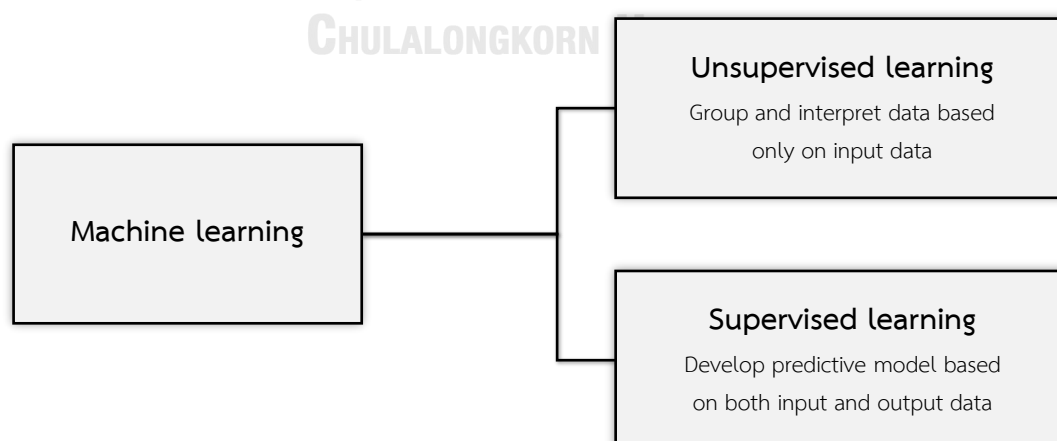 CHULALONGKORN
Unsupervised learning
Group and interpret data based
only on input data
Machine learning
Supervised learning
Develop predictive model based
on both input and output data